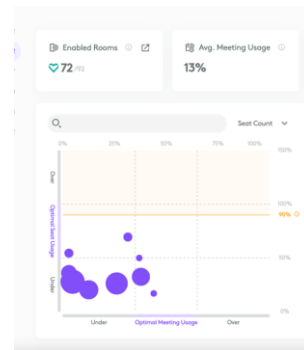 Enabled Rooms
72 /92
Avg. Meeting Usage
13%
Seat Count
0% 25% 50% 75% 100%
150%
100%
90%
50%
0%
Over
Optimal Seat Usage
Under
Under Optimal Meeting Usage Over